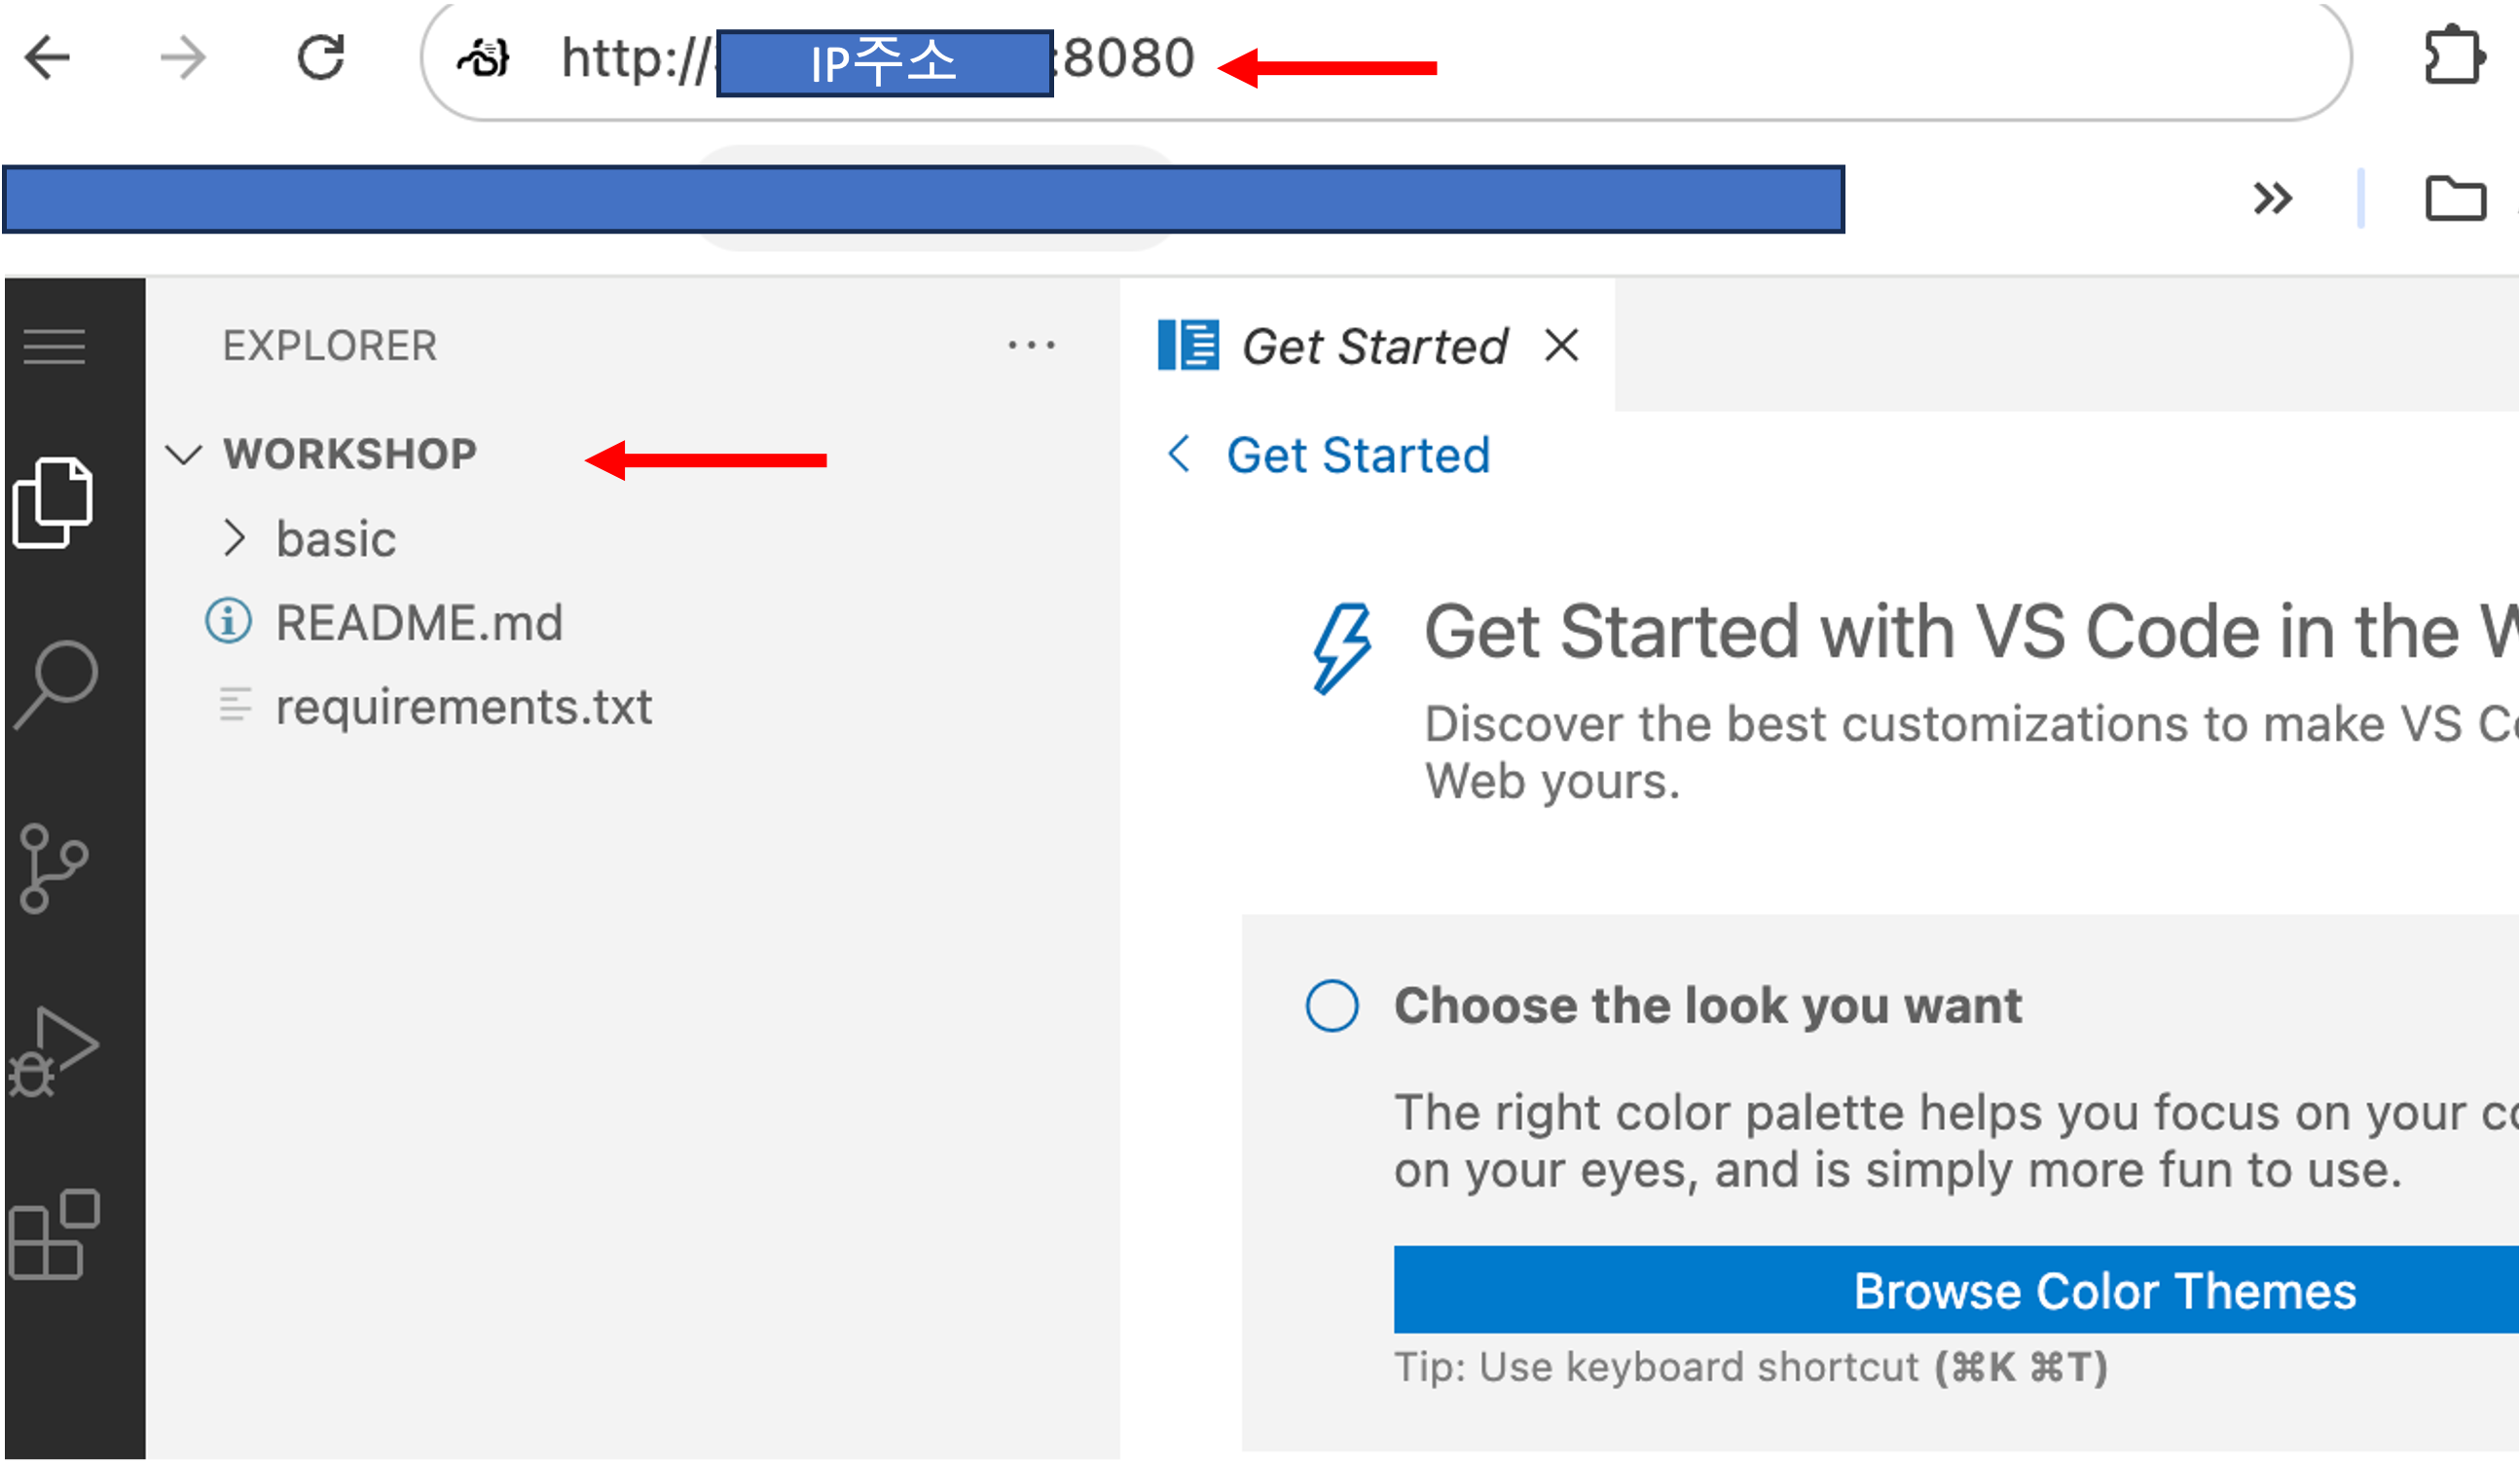 http://
IP주소
:8080
EXPLORER
Get Started
WORKSHOP
basic
README.md
requirements.txt
Get Started
Get Started with VS Code in the
Discover the best customizations to make VS
Web yours.
Choose the look you want
The right color palette helps you focus on your
on your eyes, and is simply more fun to use.
Browse Color Themes
Tip: Use keyboard shortcut (⌘K ⌘T)